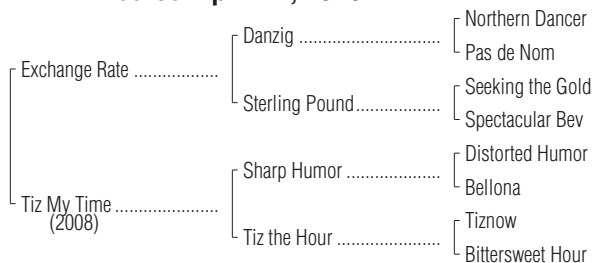 Northern Dancer
Danzig ................................
Pas de Nom
Exchange Rate ...................
Seeking the Gold
Sterling Pound...................
Spectacular Bev
Distorted Humor
Sharp Humor .....................
Bellona
Tiz My Time .......................
(2008)
Tiznow
Tiz the Hour .......................
Bittersweet Hour